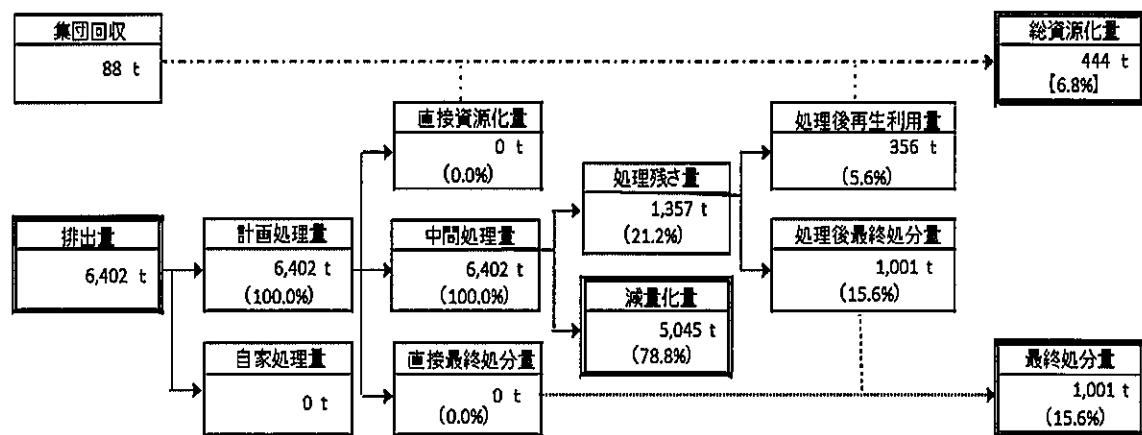 集団回収
88 t
総資源化量
444 t
[6.8%]
直接資源化量
0 t
(0.0%)
処理後再生利用量
356 t
(5.6%)
処理残さ量
1,357 t
(21.2%)
排出量
6,402 t
計画処理量
6,402 t
(100.0%)
中間処理量
6,402 t
(100.0%)
処理後最終処分量
1,001 t
(15.6%)
減量化量
5,045 t
(78.8%)
自家処理量
0 t
直接最終処分量
0 t
(0.0%)
最終処分量
1,001 t
(15.6%)